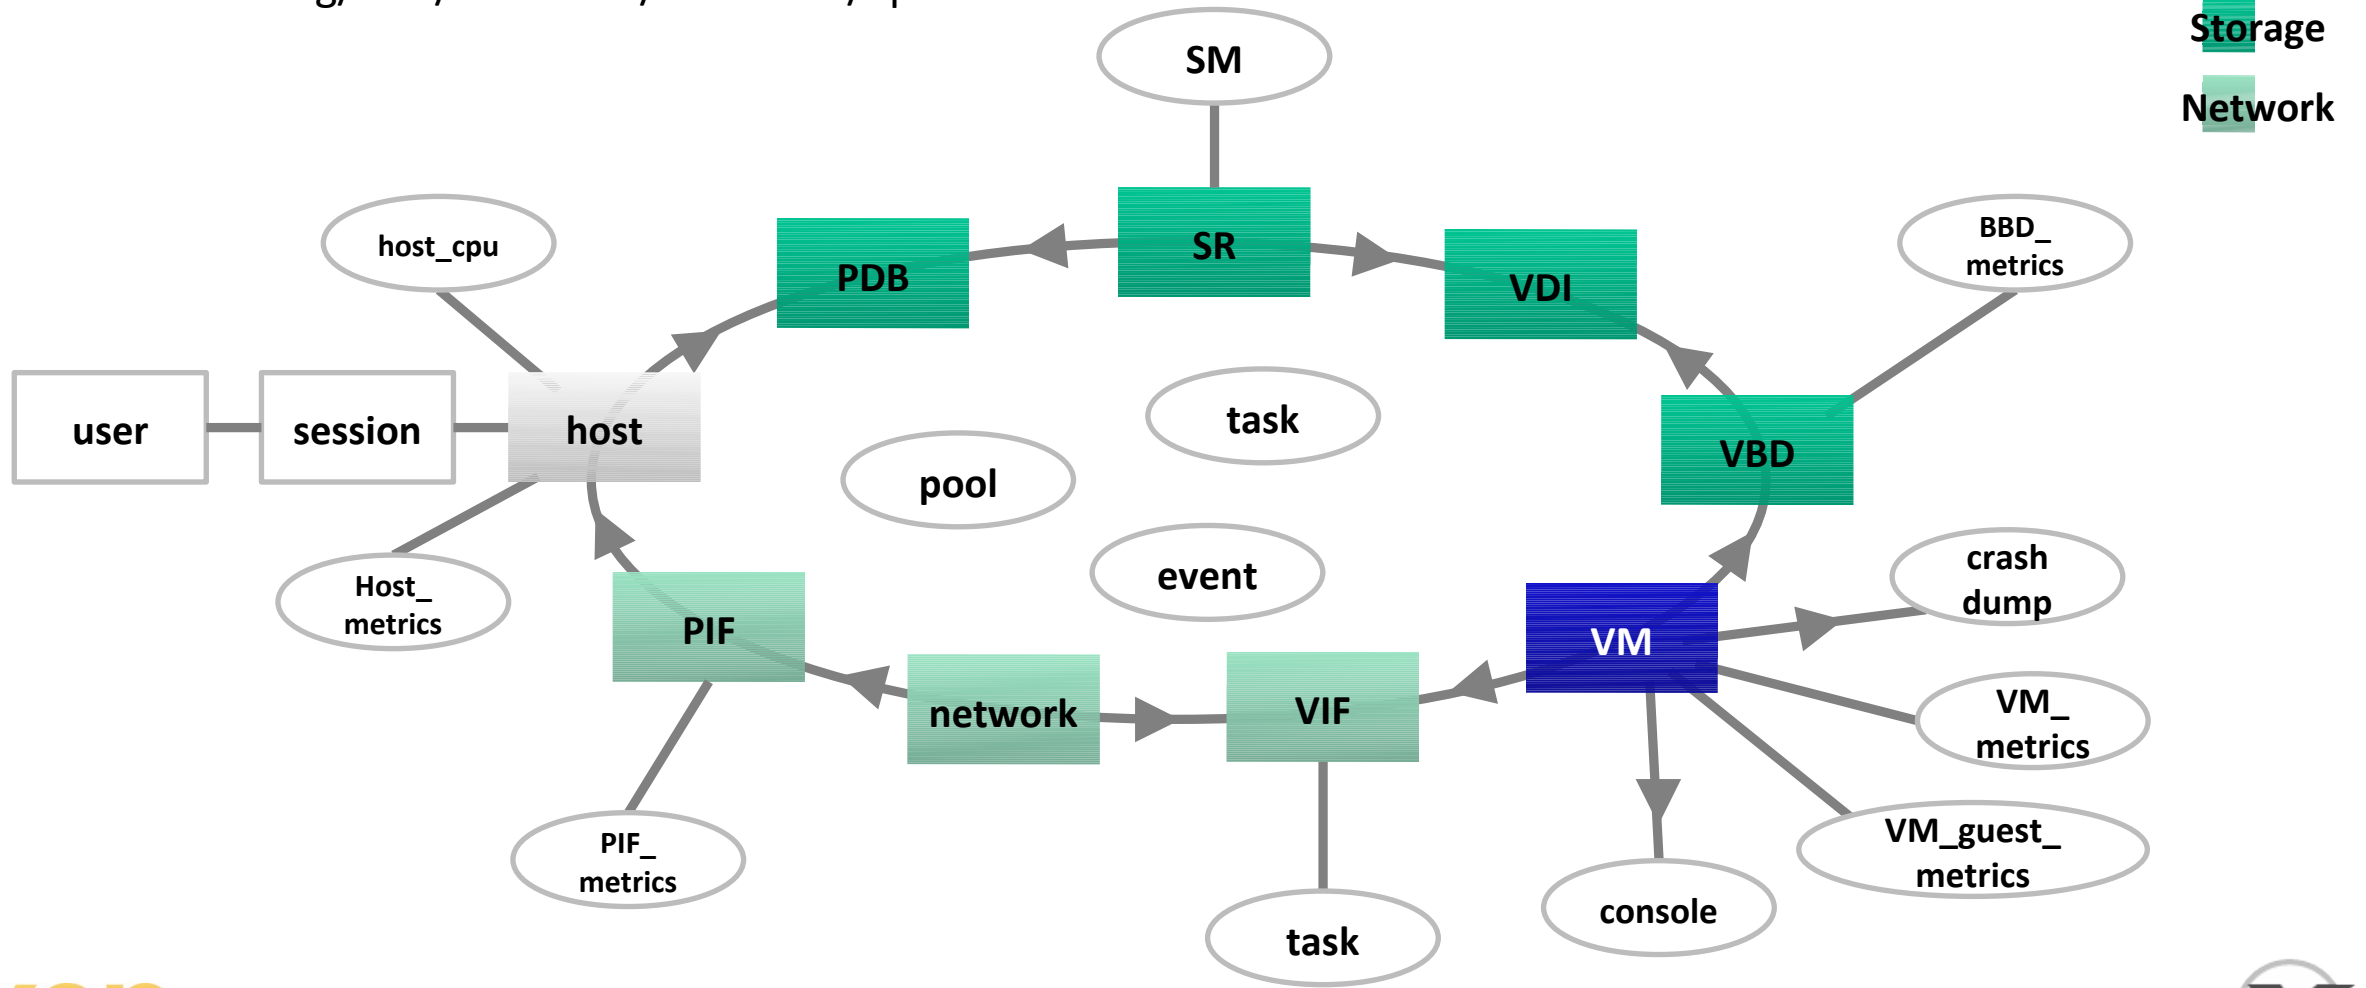 SM
Storage
Network
host_cpu
PDB
SR
VDI
BBD_
metrics
user
session
host
task
VBD
pool
event
Host_
metrics
PIF
network
VIF
VM
crash
dump
VM_
metrics
PIF_
metrics
VM_guest_
metrics
console
task